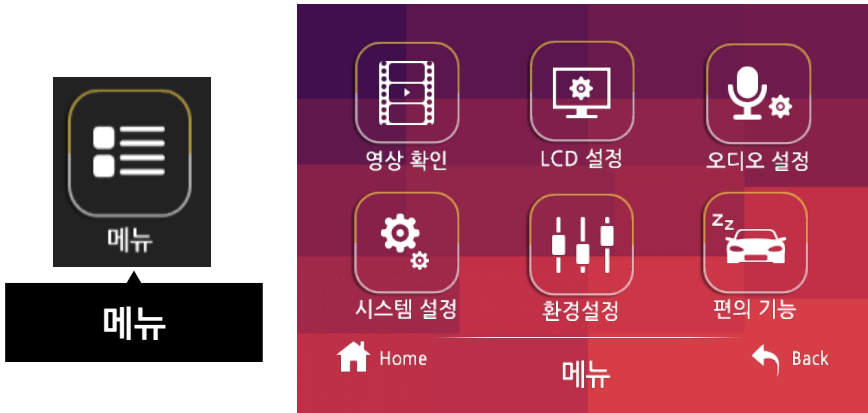 메뉴
메뉴
영상 확인
LCD 설정
오디오 설정
시스템 설정
환경설정
zz
편의 기능
Home
메뉴
Back